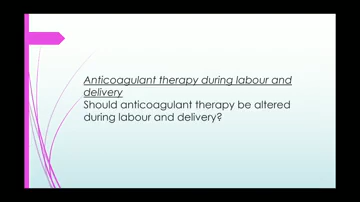 Anticoagulant therapy during labour and
delivery
Should anticoagulant therapy be altered
during labour and delivery?